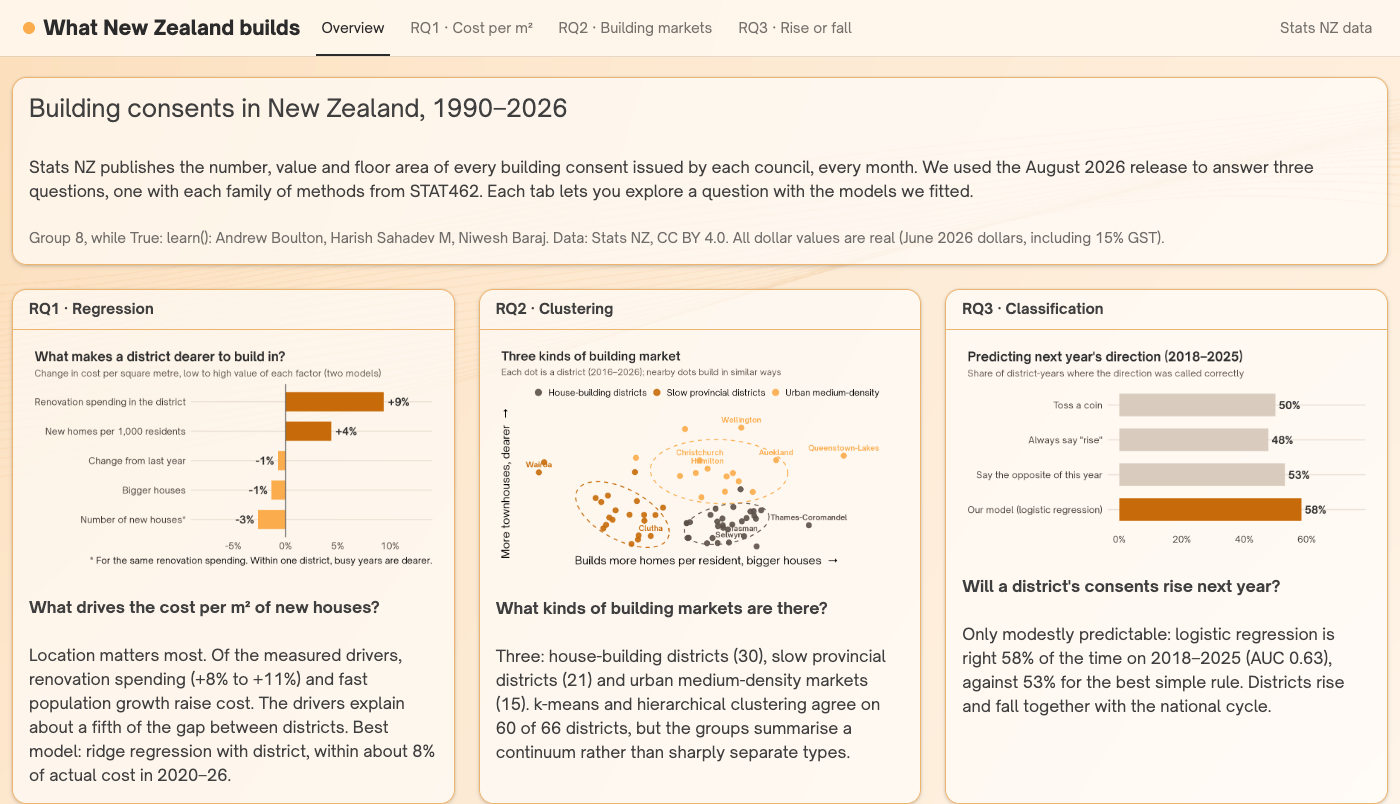 What New Zealand builds
Overview
RQ1 · Cost per m²
RQ2 · Building markets
RQ3 · Rise or fall
Stats NZ data
Building consents in New Zealand, 1990–2026
Stats NZ publishes the number, value and floor area of every building consent issued by each council, every month. We used the August 2026 release to answer three
questions, one with each family of methods from STAT462. Each tab lets you explore a question with the models we fitted.
Group 8, while True: learn(): Andrew Boulton, Harish Sahadev M, Niwesh Baraj. Data: Stats NZ, CC BY 4.0. All dollar values are real (June 2026 dollars, including 15% GST).
RQ1 · Regression
What makes a district dearer to build in?
Change in cost per square metre, low to high value of each factor (two models)
Renovation spending in the district
+9%
New homes per 1,000 residents
+4%
Change from last year
-1%
Bigger houses
-1%
Number of new houses*
-3%
-5%
0%
5%
10%
* For the same renovation spending. Within one district, busy years are dearer.
What drives the cost per m² of new houses?
Location matters most. Of the measured drivers,
renovation spending (+8% to +11%) and fast
population growth raise cost. The drivers explain
about a fifth of the gap between districts. Best
model: ridge regression with district, within about 8%
of actual cost in 2020–26.
RQ2 · Clustering
Three kinds of building market
Each dot is a district (2016–2026); nearby dots build in similar ways
House-building districts
Slow provincial districts
Urban medium-density
More townhouses, dearer →
Wellington
Queenstown-Lakes
Christchurch
Auckland
Hamilton
Wairoa
Thames-Coromandel
Clutha
Tasman
Selwyn
Builds more homes per resident, bigger houses →
What kinds of building markets are there?
Three: house-building districts (30), slow provincial
districts (21) and urban medium-density markets
(15). k-means and hierarchical clustering agree on
60 of 66 districts, but the groups summarise a
continuum rather than sharply separate types.
RQ3 · Classification
Predicting next year's direction (2018–2025)
Share of district-years where the direction was called correctly
Toss a coin
50%
Always say "rise"
48%
Say the opposite of this year
53%
Our model (logistic regression)
58%
0%
20%
40%
60%
Will a district's consents rise next year?
Only modestly predictable: logistic regression is
right 58% of the time on 2018–2025 (AUC 0.63),
against 53% for the best simple rule. Districts rise
and fall together with the national cycle.